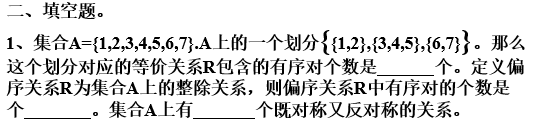 二、填空题。
1、集合A={1,2,3,4,5,6,7}.A上的一个划分{{1,2},{3,4,5},{6,7}}。那么
这个划分对应的等价关系R包含的有序对个数是______个。定义偏
序关系R为集合A上的整除关系，则偏序关系R中有序对的个数是
个_______。集合A上有______个既对称又反对称的关系。